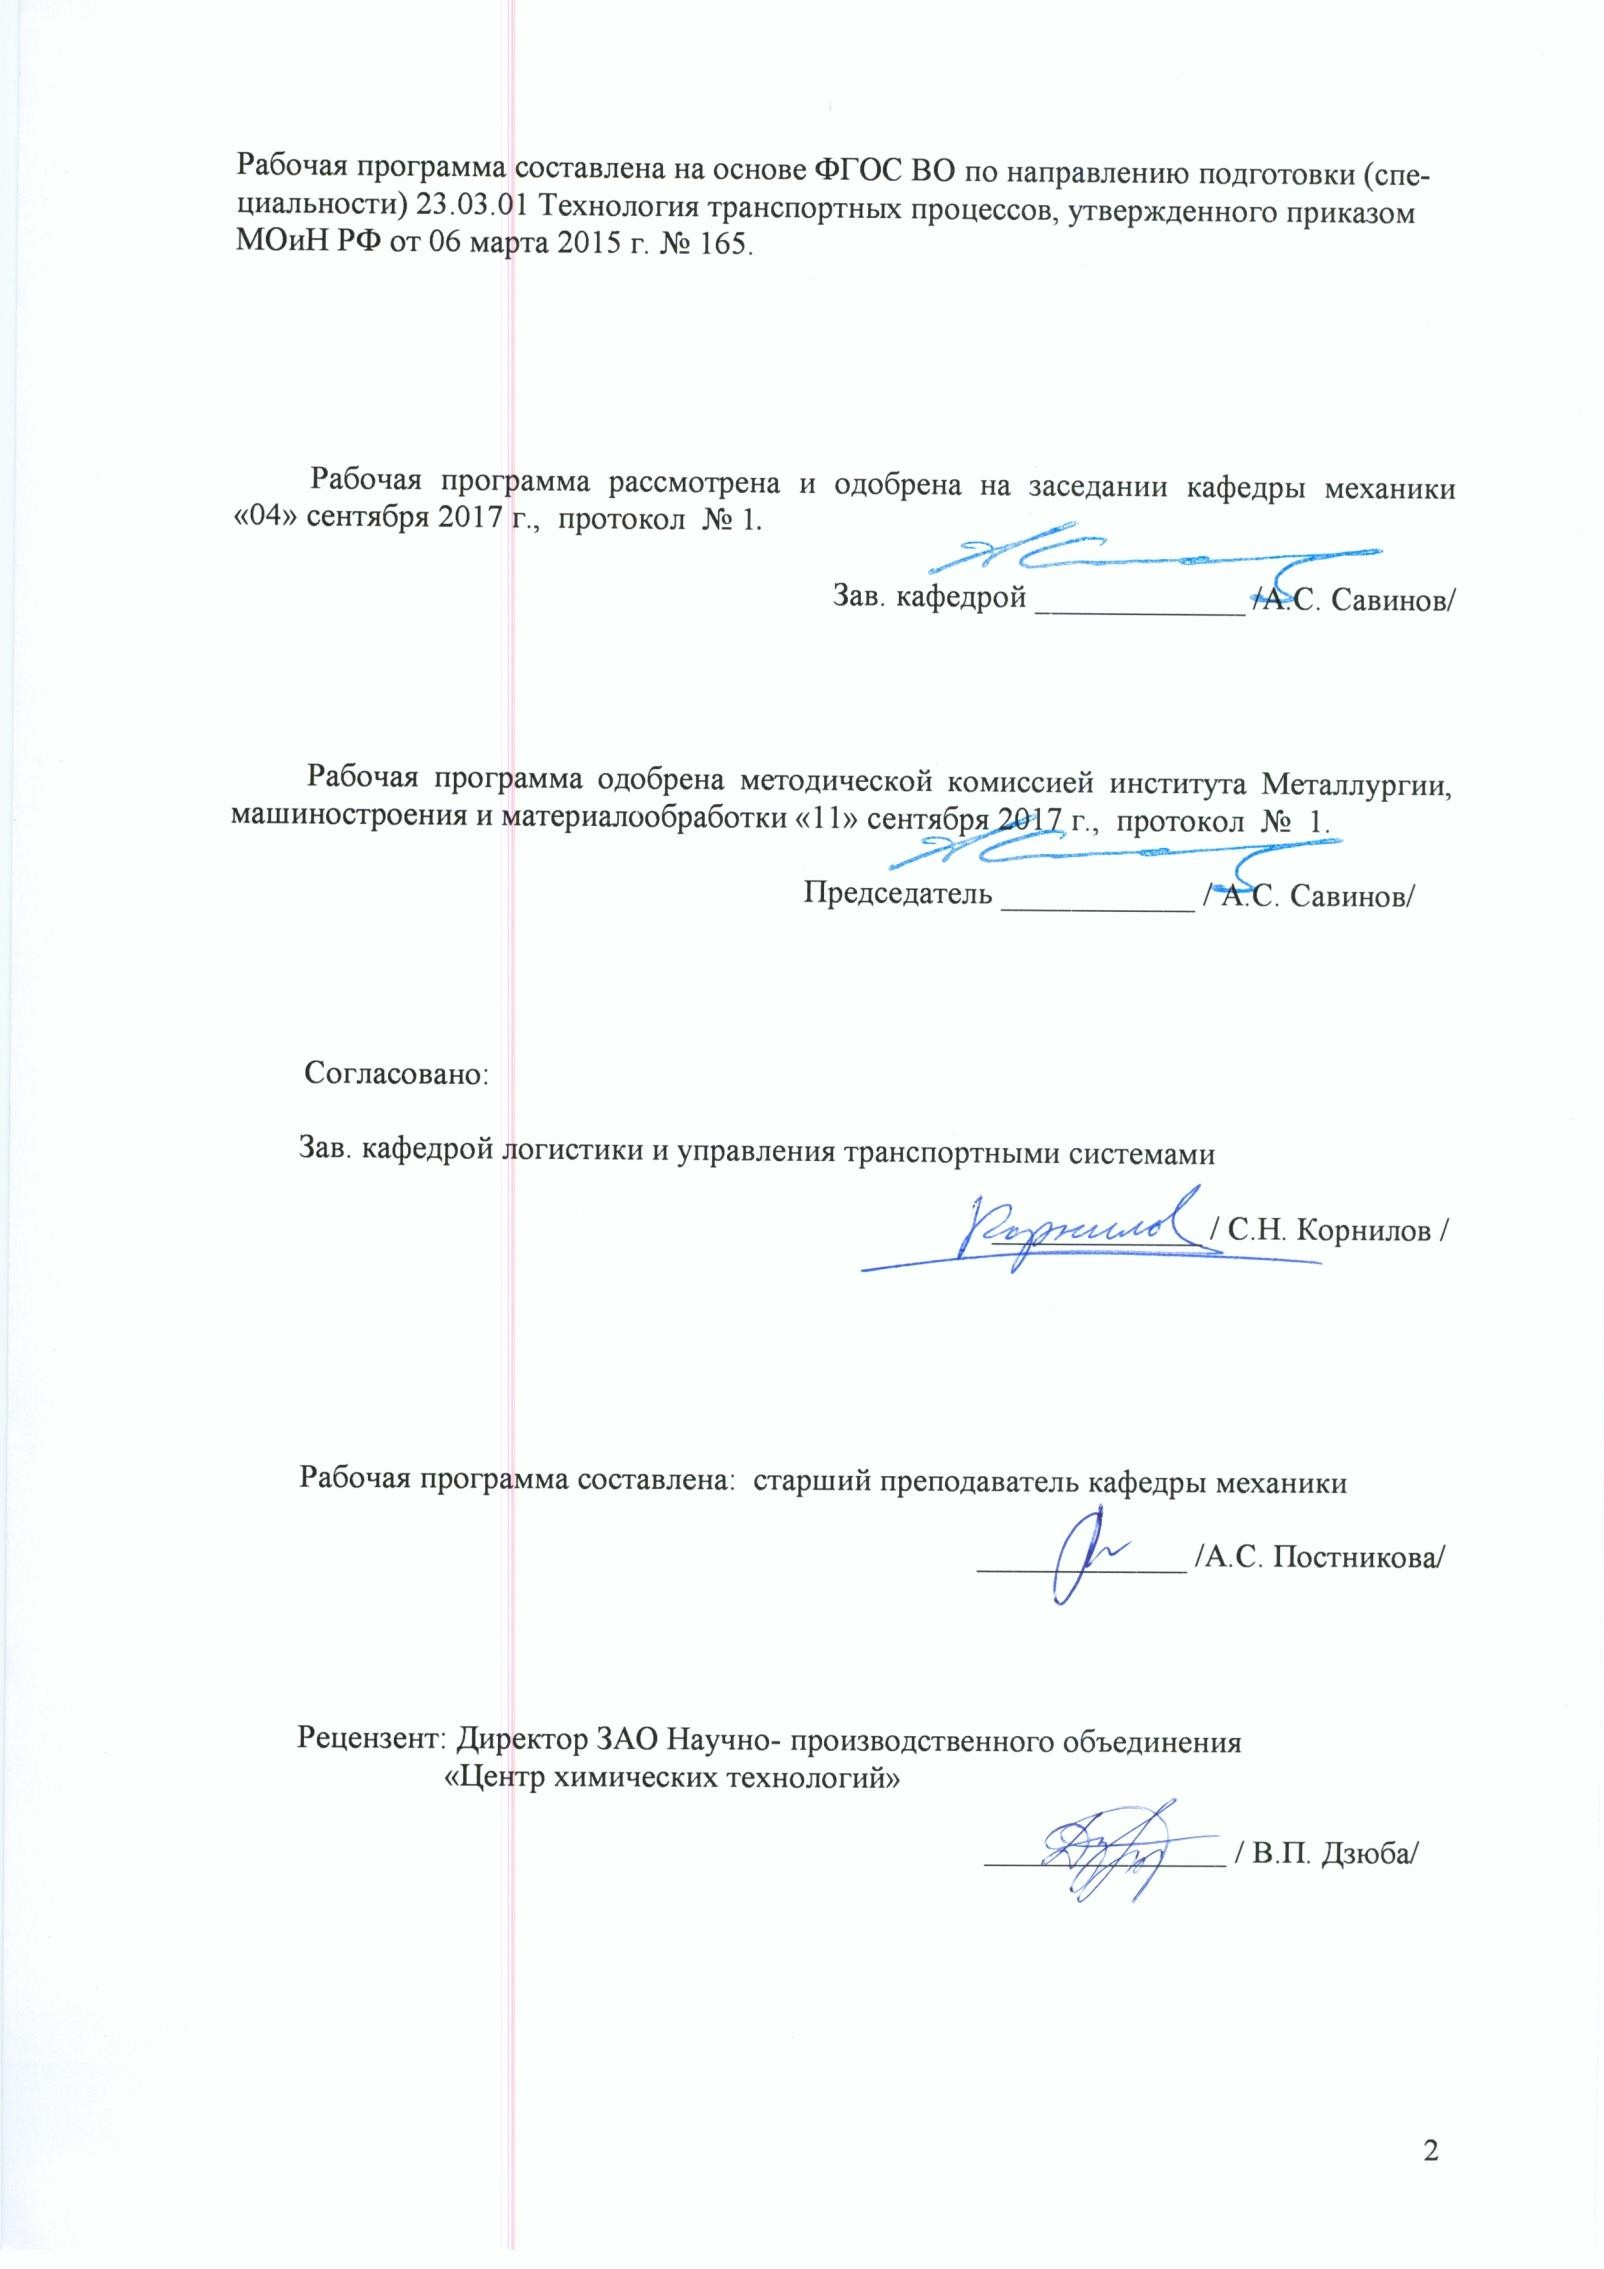 Рабочая программа составлена на основе ФГОС ВО по направлению подготовки (спе-
циальности) 23.03.01 Технология транспортных процессов, утвержденного приказом
МОиН РФ от 06 марта 2015 г. № 165.
Рабочая программа рассмотрена и одобрена на заседании кафедры механики
«04» сентября 2017 г., протокол № 1.
Зав. кафедрой _____________ /А.С. Савинов/
Рабочая программа одобрена методической комиссией института Металлургии,
машиностроения и материалообработки «11» сентября 2017 г., протокол № 1.
Председатель ____________ / А.С. Савинов/
Согласовано:
Зав. кафедрой логистики и управления транспортными системами
Корнилов / С.Н. Корнилов /
Рабочая программа составлена: старший преподаватель кафедры механики
_____________ /А.С. Постникова/
Рецензент: Директор ЗАО Научно- производственного объединения
«Центр химических технологий»
_______________ / В.П. Дзюба/
2